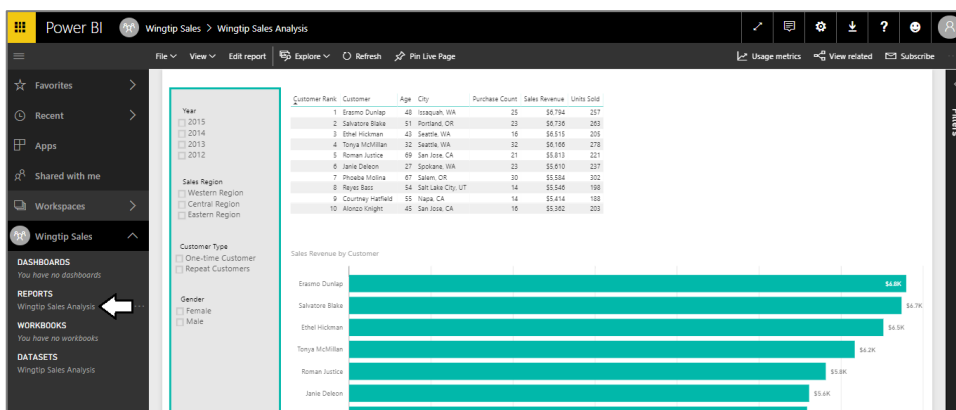 Power BI Wingtip Sales > Wingtip Sales Analysis ?
File View Edit report Explore Refresh Pin Live Page Usage metrics View related Subscribe
Favorites
Recent
Apps
Shared with me
Workspaces
Wingtip Sales
DASHBOARDS
You have no dashboards
REPORTS
Wingtip Sales Analysis ...
WORKBOOKS
You have no workbooks
DATASETS
Wingtip Sales Analysis
Year
2015
2014
2013
2012
Sales Region
Western Region
Central Region
Eastern Region
Customer Type
One-time Customer
Repeat Customers
Gender
Female
Male
Customer Rank Customer Age City Purchase Count Sales Revenue Units Sold
1 Erasmo Dunlap 48 Issaquah, WA 25 $6,794 257
2 Salvatore Blake 51 Portland, OR 23 $6,736 263
3 Ethel Hickman 43 Seattle, WA 16 $6,515 205
4 Tonya McMillan 32 Seattle, WA 32 $6,166 278
5 Roman Justice 69 San Jose, CA 21 $5,813 221
6 Janie Deleon 27 Spokane, WA 23 $5,610 237
7 Phoebe Molina 67 Salem, OR 30 $5,584 302
8 Reyes Bass 54 Salt Lake City, UT 14 $5,546 198
9 Courtney Hatfield 55 Napa, CA 14 $5,414 188
10 Alonzo Knight 45 San Jose, CA 16 $5,362 203
Sales Revenue by Customer
Erasmo Dunlap $6.8K
Salvatore Blake $6.7K
Ethel Hickman $6.5K
Tonya McMillan $6.2K
Roman Justice $5.8K
Janie Deleon $5.6K
Filters